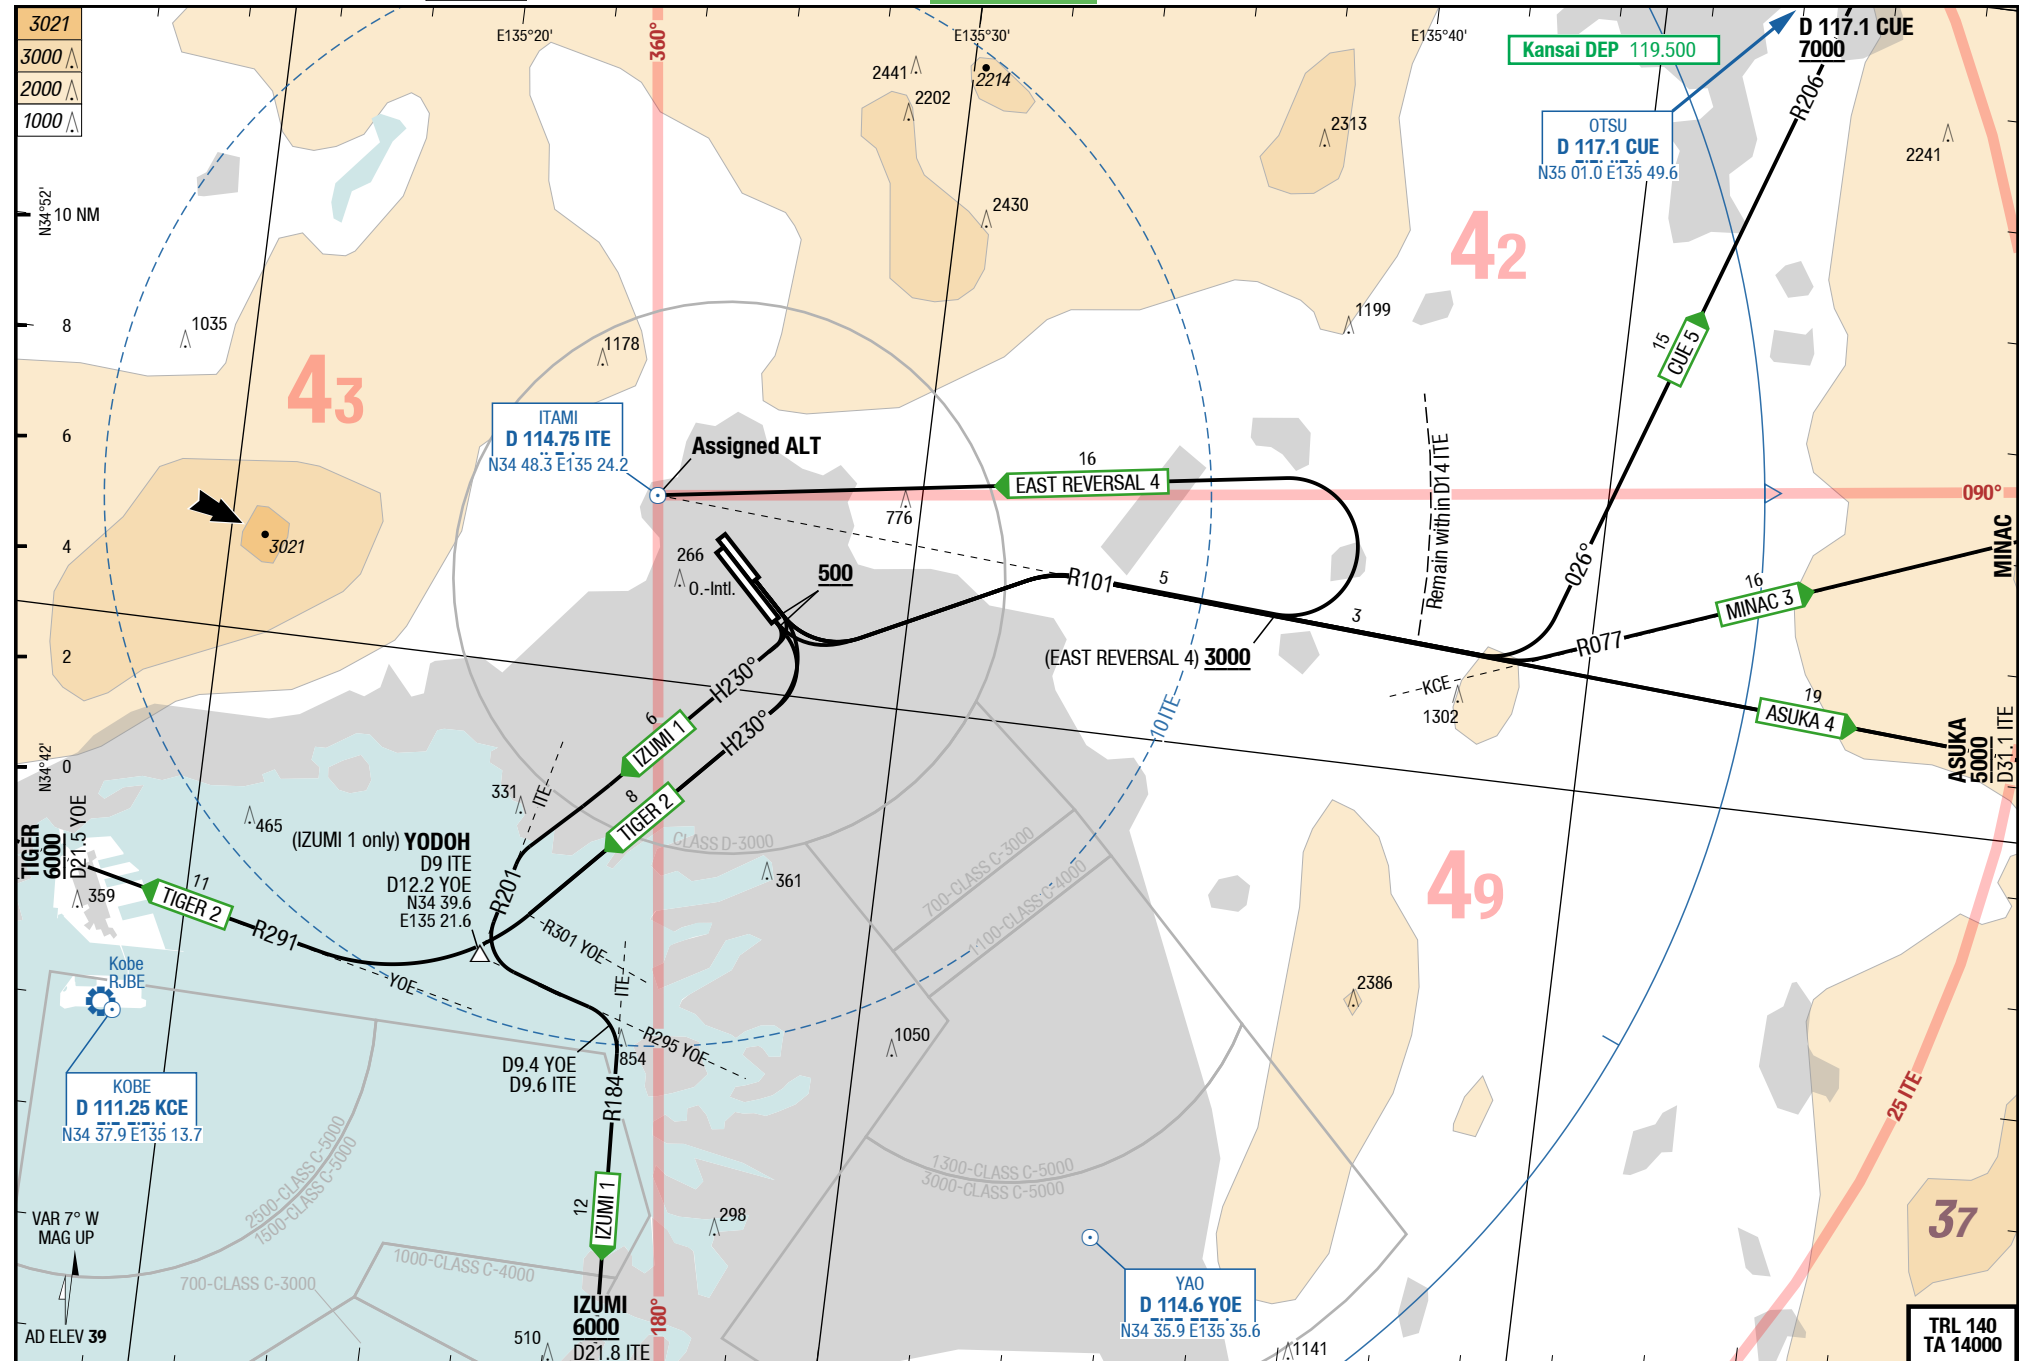 3021
3000
2000
1000
E135°20'
360°
E135°30'
E135°40'
Kansai DEP 119.500
D 117.1 CUE
7000
R206
OTSU
D 117.1 CUE
N35 01.0 E135 49.6
2441
2214
2202
2313
2241
2430
N34°52'
10 NM
8
6
4
2
0
N34°42'
42
43
49
37
1035
1178
1199
15
CUE 5
ITAMI
D 114.75 ITE
N34 48.3 E135 24.2
Assigned ALT
16
EAST REVERSAL 4
776
Remain within D14 ITE
090°
MINAC
3021
266
O.-Intl.
500
R101
5
3
026°
16
MINAC 3
R077
(EAST REVERSAL 4) 3000
KCE
1302
19
ASUKA 4
ASUKA
5000
D31.1 ITE
H230°
H230°
6
IZUMI 1
8
TIGER 2
10 ITE
331
ITE
465
(IZUMI 1 only) YODOH
D9 ITE
D12.2 YOE
N34 39.6
E135 21.6
CLASS D-3000
361
700-CLASS C-3000
1100-CLASS C-4000
TIGER
6000
D21.5 YOE
359
11
TIGER 2
R291
R201
R301 YOE
YOE
ITE
Kobe
RJBE
R295 YOE
854
1050
2386
D9.4 YOE
D9.6 ITE
R184
KOBE
D 111.25 KCE
N34 37.9 E135 13.7
25 ITE
2500-CLASS C-5000
1500-CLASS C-5000
1300-CLASS C-5000
3000-CLASS C-5000
12
IZUMI 1
298
VAR 7° W
MAG UP
1000-CLASS C-4000
700-CLASS C-3000
AD ELEV 39
IZUMI
6000
D21.8 ITE
510
180°
YAO
D 114.6 YOE
N34 35.9 E135 35.6
1141
TRL 140
TA 14000